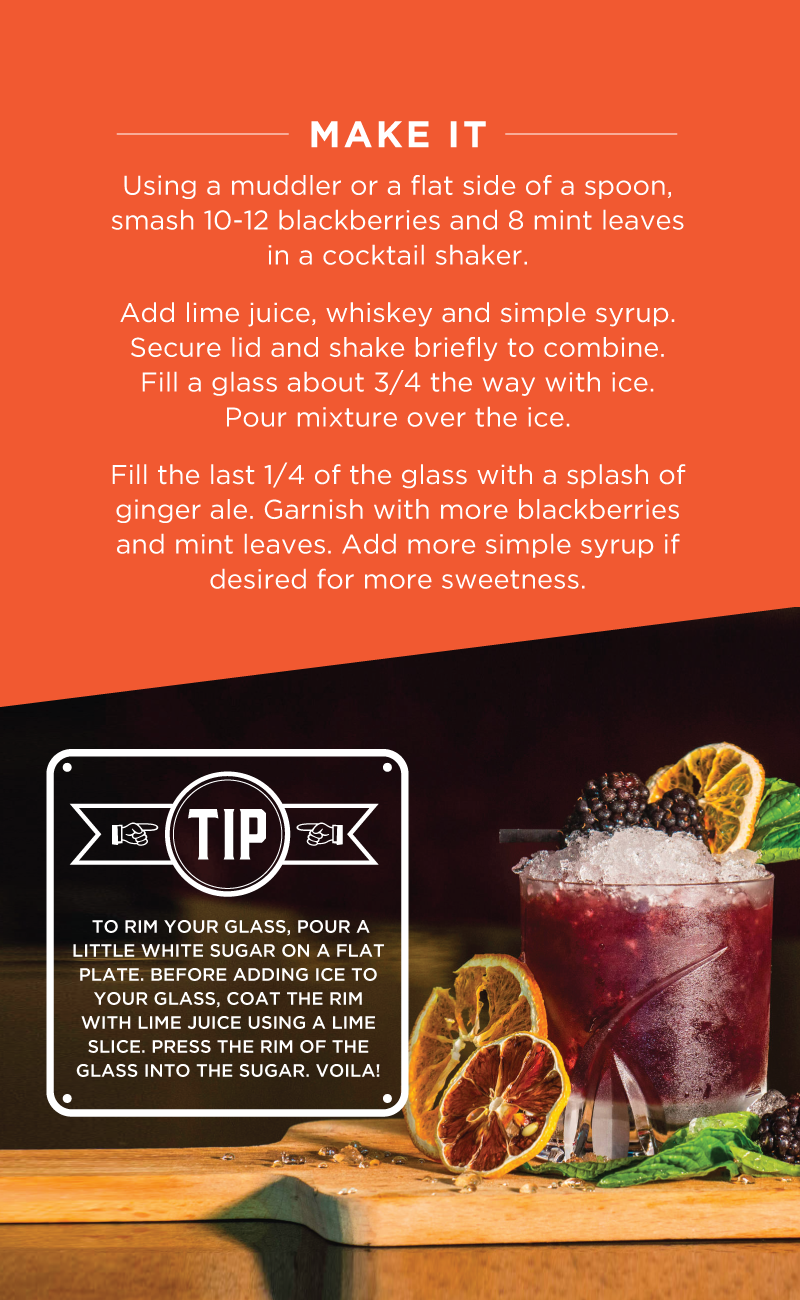 MAKE IT
Using a muddler or a flat side of a spoon,
smash 10-12 blackberries and 8 mint leaves
in a cocktail shaker.
Add lime juice, whiskey and simple syrup.
Secure lid and shake briefly to combine.
Fill a glass about 3/4 the way with ice.
Pour mixture over the ice.
Fill the last 1/4 of the glass with a splash of
ginger ale. Garnish with more blackberries
and mint leaves. Add more simple syrup if
desired for more sweetness.
TIP
TO RIM YOUR GLASS, POUR A
LITTLE WHITE SUGAR ON A FLAT
PLATE. BEFORE ADDING ICE TO
YOUR GLASS, COAT THE RIM
WITH LIME JUICE USING A LIME
SLICE. PRESS THE RIM OF THE
GLASS INTO THE SUGAR. VOILA!